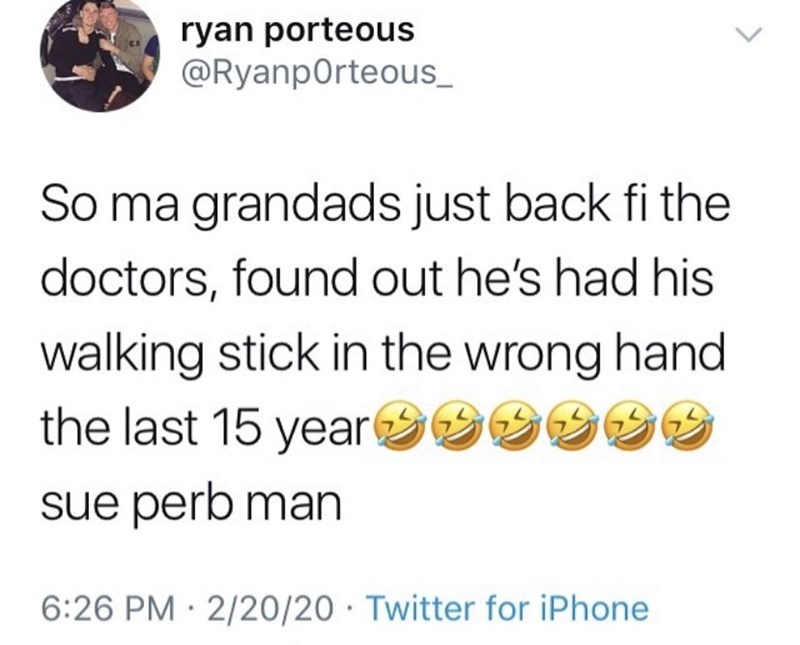 ryan porteous
@Ryanp0rteous_
So ma grandads just back fi the
doctors, found out he's had his
walking stick in the wrong hand
the last 15 year🤣🤣🤣🤣🤣🤣
sue perb man
6:26 PM · 2/20/20 · Twitter for iPhone